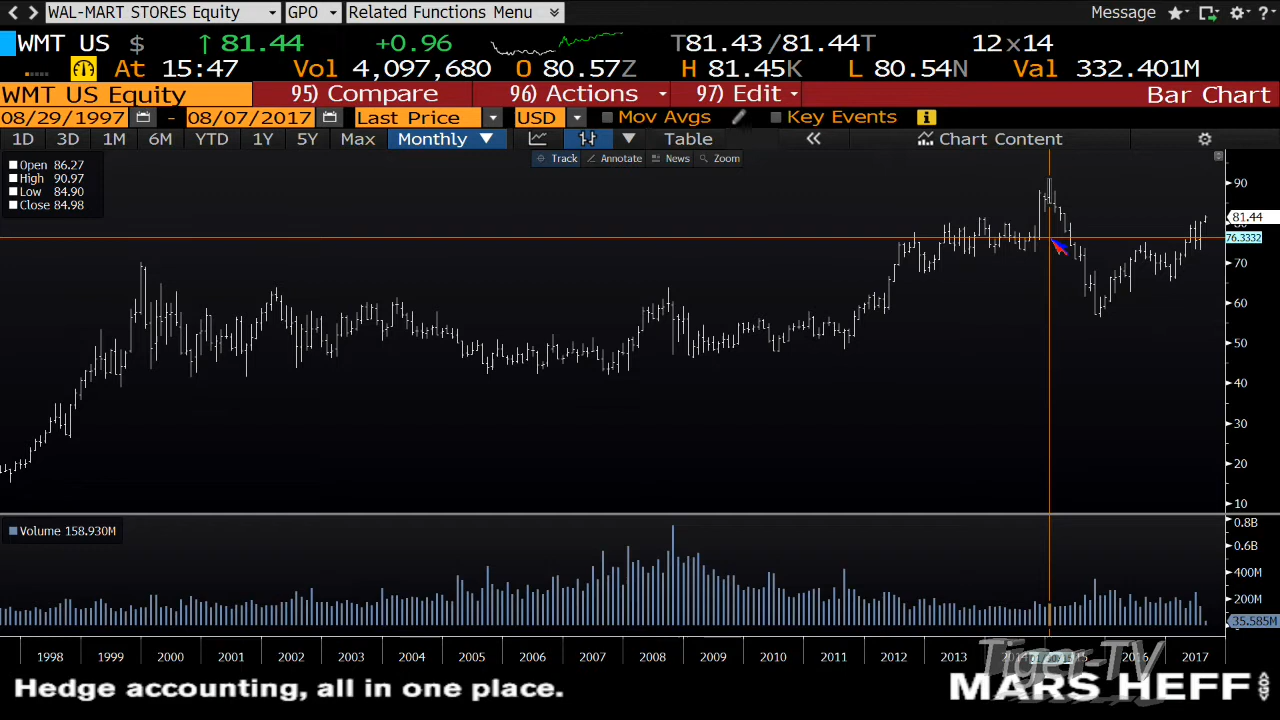 WAL-MART STORES Equity GPO Related Functions Menu Message ?
WMT US $ ↑ 81.44 +0.96 T81.43 /81.44T 12x14
At 15:47 Vol 4,097,680 O 80.57Z H 81.45K L 80.54N Val 332.401M
WMT US Equity 95) Compare 96) Actions 97) Edit Bar Chart
08/29/1997 - 08/07/2017 Last Price USD Mov Avgs Key Events
1D 3D 1M 6M YTD 1Y 5Y Max Monthly ▼ Table « Chart Content
Track Annotate News Zoom
Open 86.27
High 90.97
Low 84.90
Close 84.98
90
81.44
80
76.3332
70
60
50
40
30
20
10
Volume 158.930M
0.8B
0.6B
400M
200M
35.585M
1998 1999 2000 2001 2002 2003 2004 2005 2006 2007 2008 2009 2010 2011 2012 2013 2016 2017
Tiger-TV
Hedge accounting, all in one place. MARS HEFF